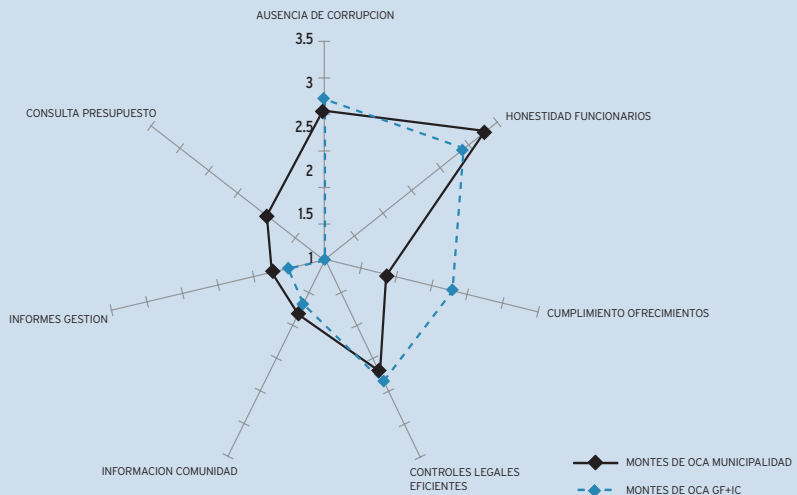 AUSENCIA DE CORRUPCION
3.5
3
2.5
2
1.5
1
HONESTIDAD FUNCIONARIOS
CONSULTA PRESUPUESTO
CUMPLIMIENTO OFRECIMIENTOS
INFORMES GESTION
INFORMACION COMUNIDAD
CONTROLES LEGALES
EFICIENTES
MONTES DE OCA MUNICIPALIDAD
MONTES DE OCA GF+IC